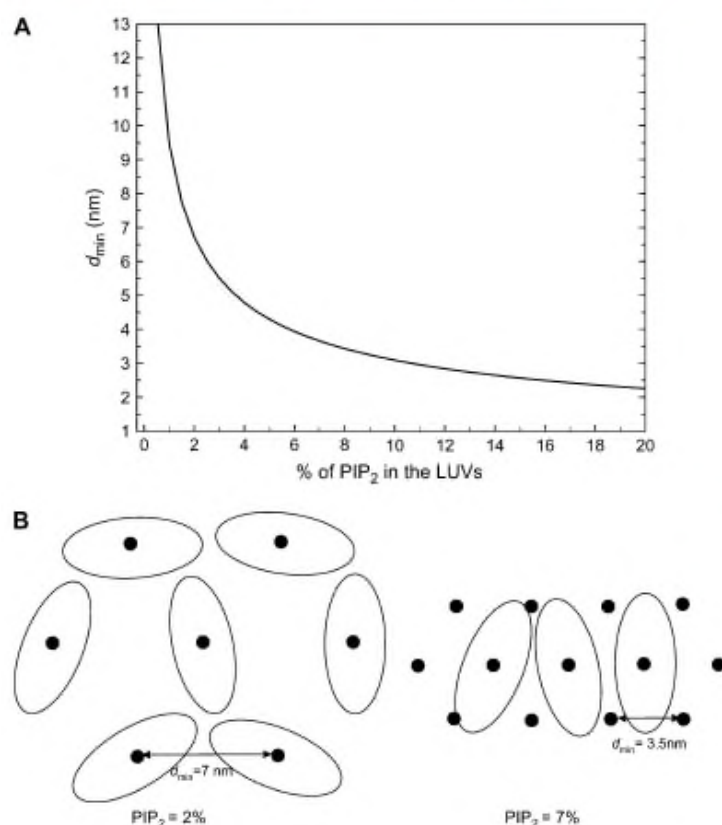 A
13
12
11
10
9
8
7
6
5
4
3
2
1
d_min (nm)
0 2 4 6 8 10 12 14 16 18 20
% of PIP₂ in the LUVs
B
d_min=7 nm
d_min= 3.5nm
PIP₂ = 2%
PIP₂ = 7%